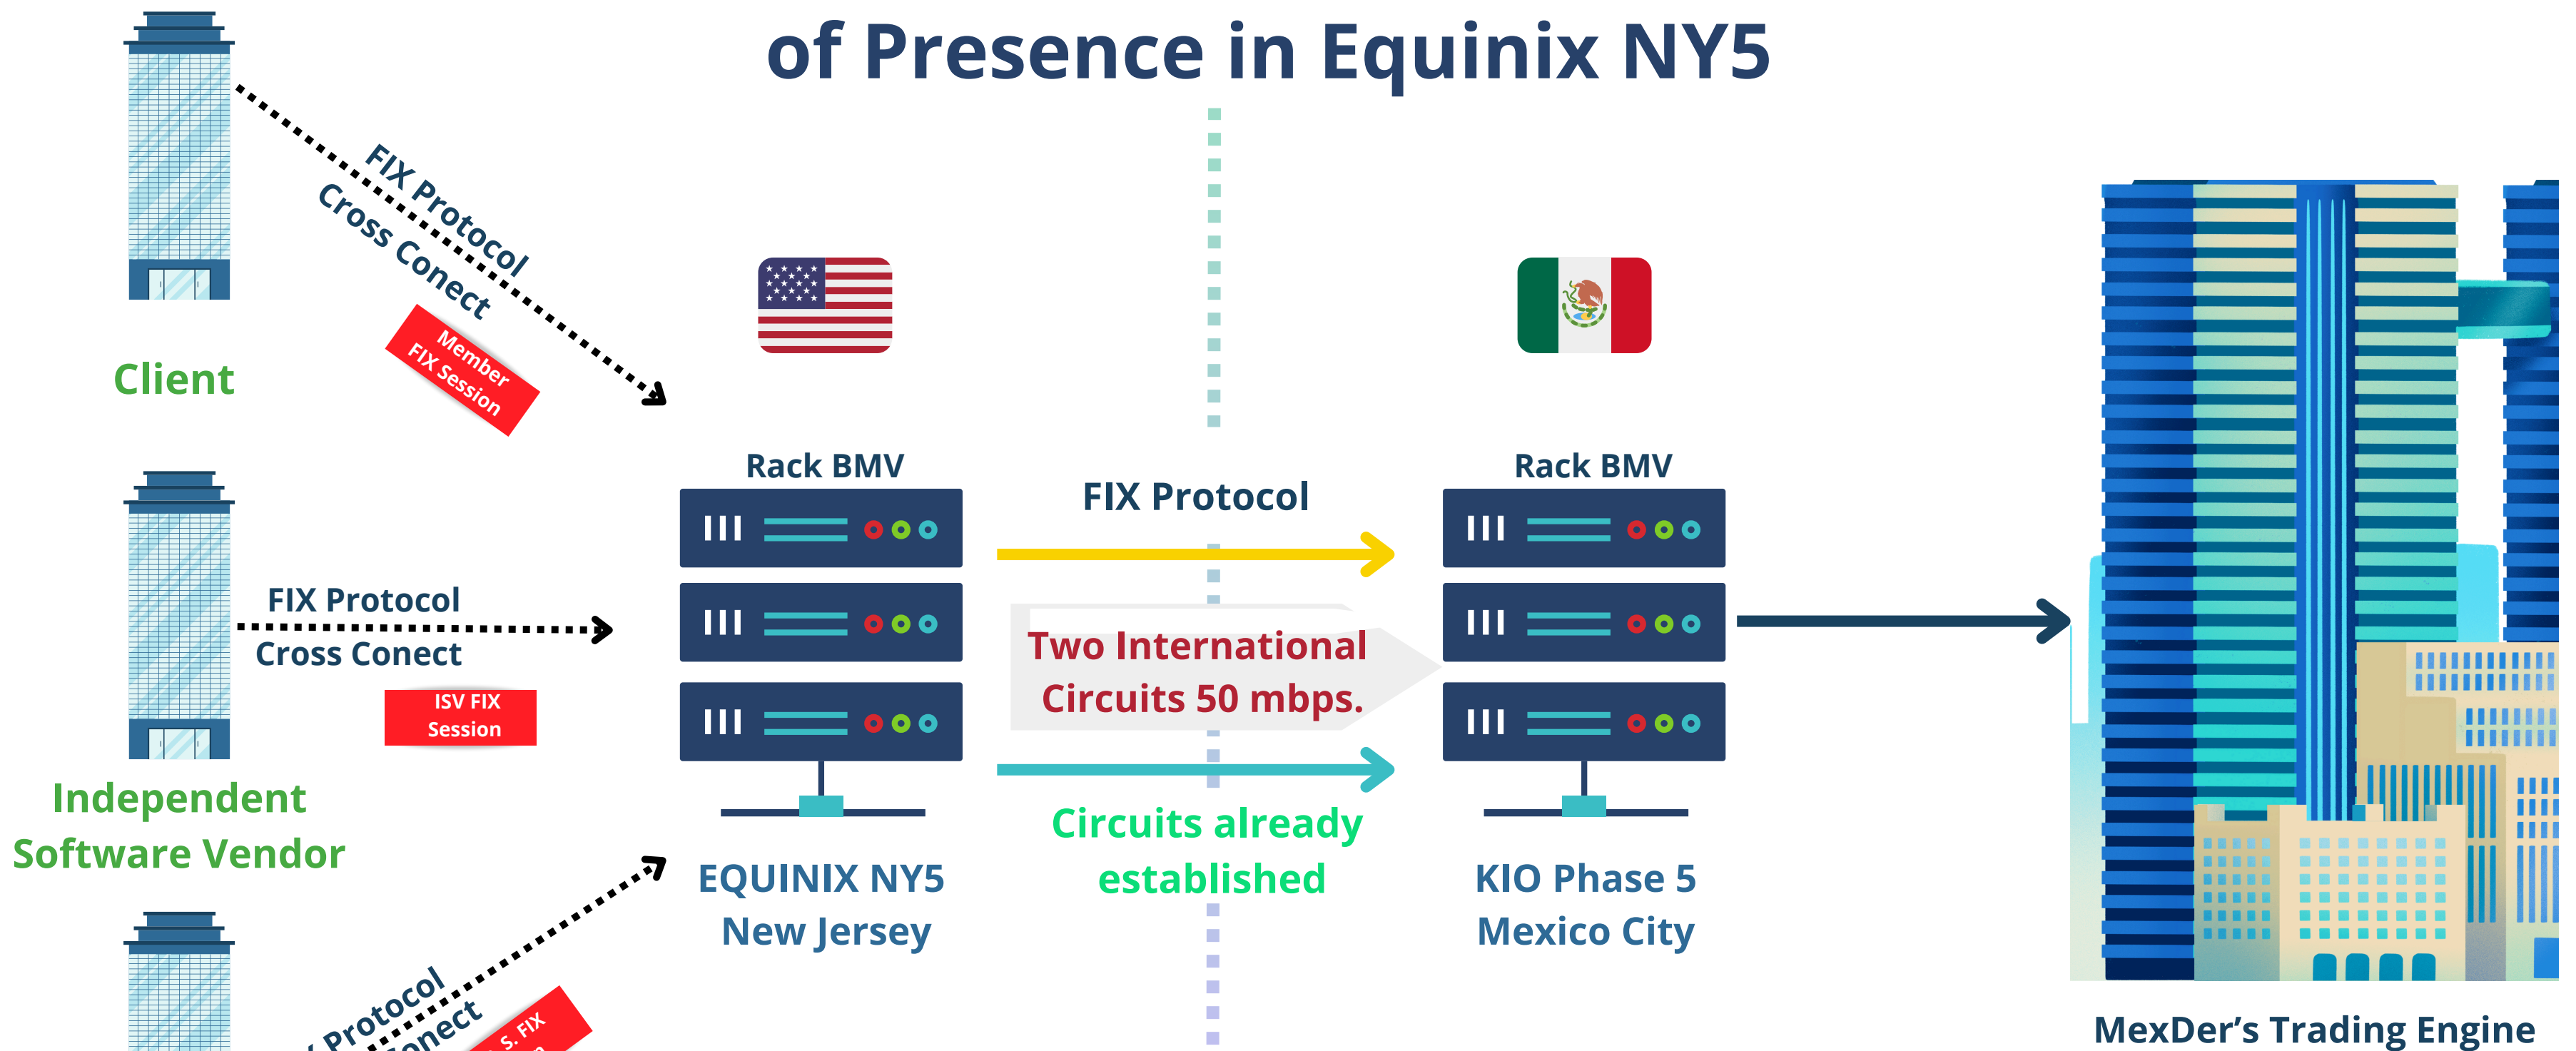 of Presence in Equinix NY5
FIX Protocol
Cross Conect
Member
FIX Session
Client
FIX Protocol
Cross Conect
ISV FIX
Session
Independent
Software Vendor
Protocol
S. FIX
Rack BMV
EQUINIX NY5
New Jersey
FIX Protocol
Two International
Circuits 50 mbps.
Circuits already
established
Rack BMV
KIO Phase 5
Mexico City
MexDer’s Trading Engine